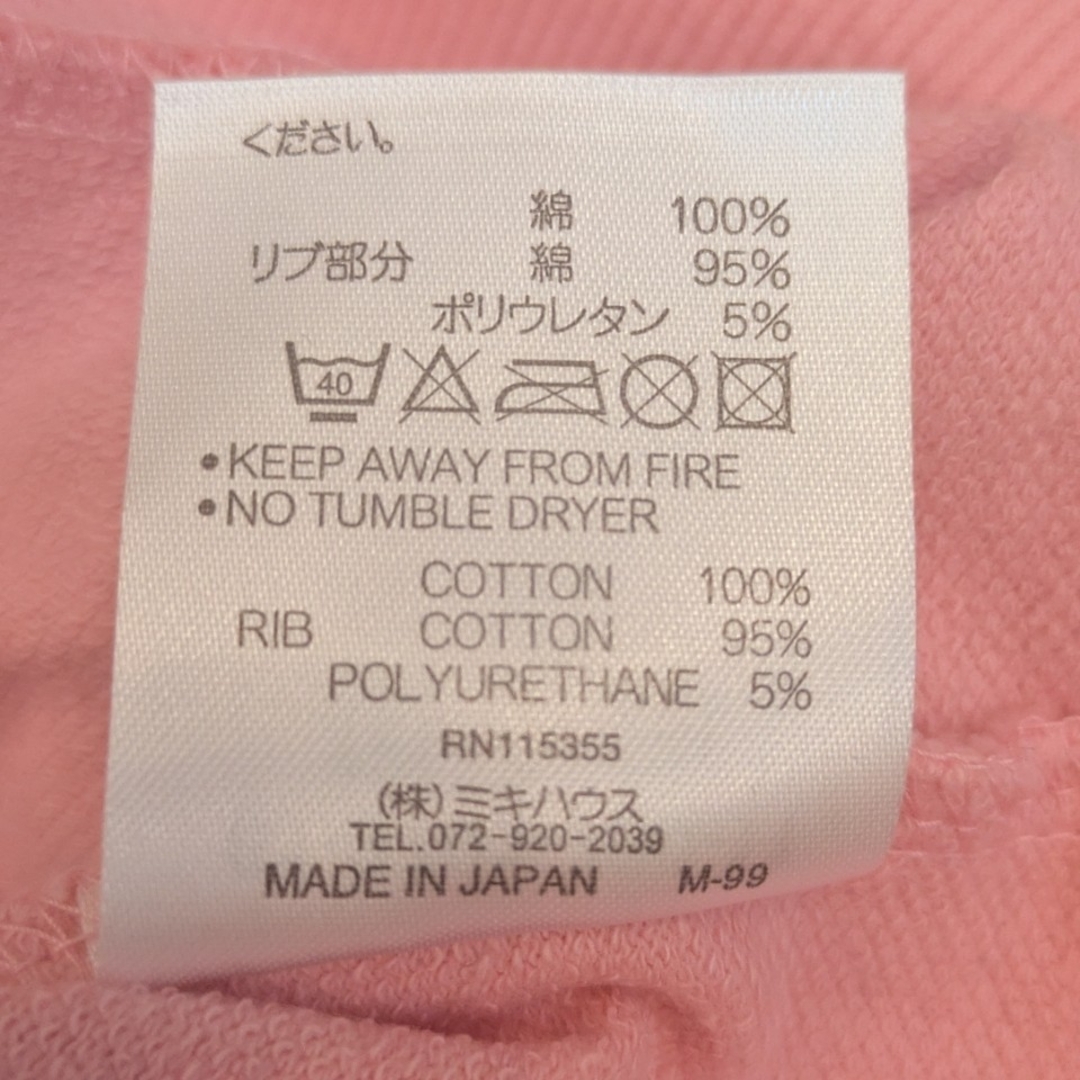 ください。
綿 100%
リブ部分 綿 95%
ポリウレタン 5%
40
•KEEP AWAY FROM FIRE
•NO TUMBLE DRYER
COTTON 100%
RIB COTTON 95%
POLYURETHANE 5%
RN115355
(株)ミキハウス
TEL.072-920-2039
MADE IN JAPAN M-99